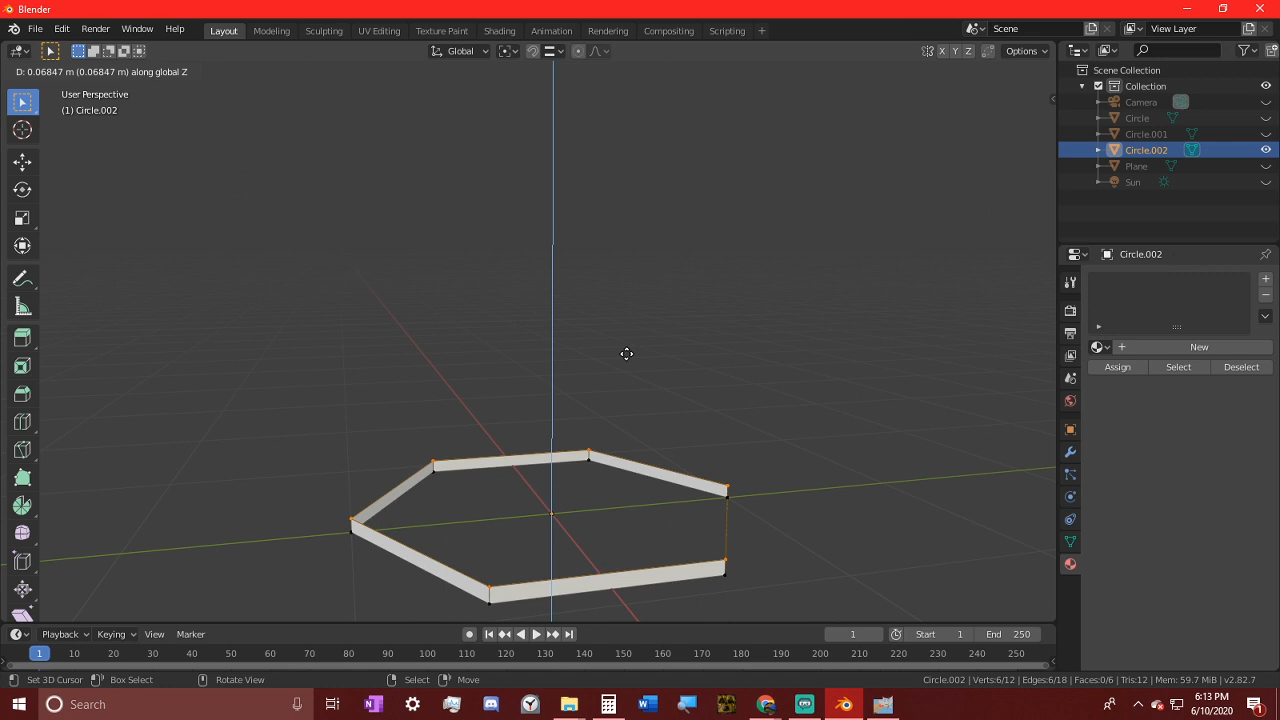 Blender
File Edit Render Window Help Layout Modeling Sculpting UV Editing Texture Paint Shading Animation Rendering Compositing Scripting + Scene View Layer
Global X Y Z Options
D: 0.06847 m (0.06847 m) along global Z
User Perspective
(1) Circle.002
Scene Collection
Collection
Camera
Circle
Circle.001
Circle.002
Plane
Sun
Circle.002
+ New
Assign Select Deselect
Playback Keying View Marker 1 Start 1 End 250
1 10 20 30 40 50 60 70 80 90 100 110 120 130 140 150 160 170 180 190 200 210 220 230 240 250
Set 3D Cursor Box Select Rotate View Select Move Circle.002 | Verts:6/12 | Edges:6/18 | Faces:0/6 | Tris:12 | Mem: 59.7 MiB | v2.82.7
Search 6:13 PM
6/10/2020 1